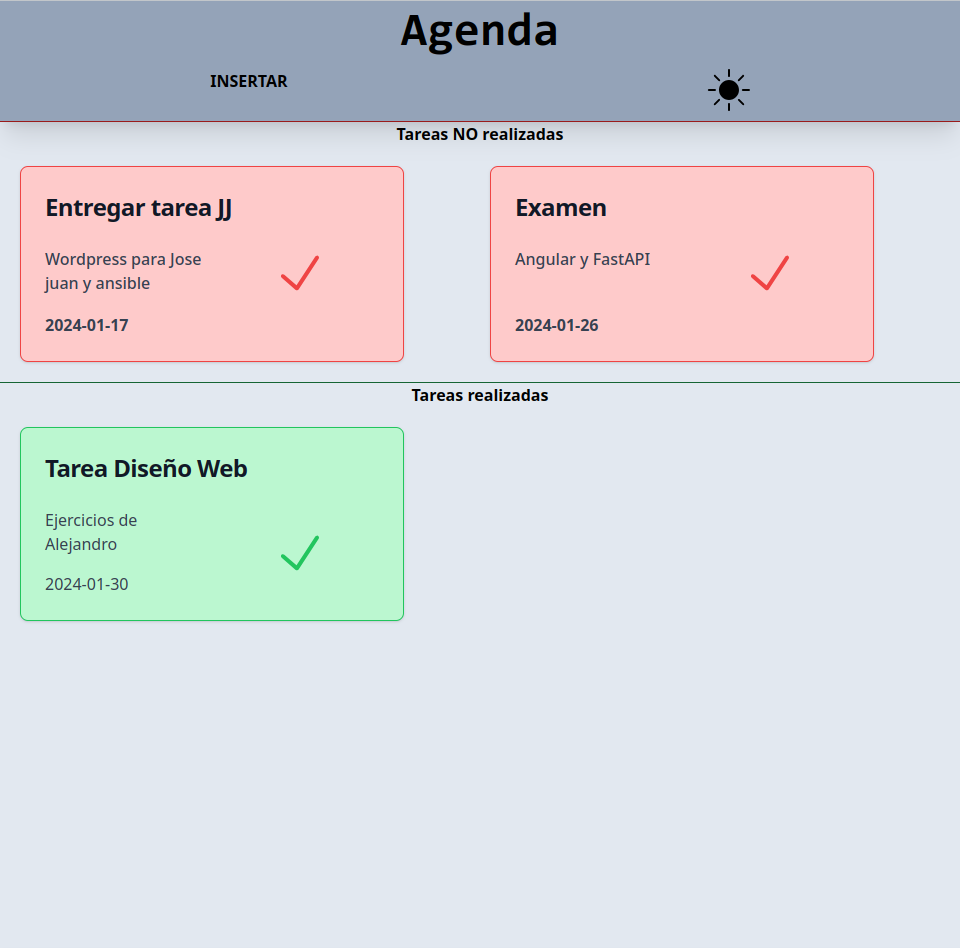 Agenda
INSERTAR
Tareas NO realizadas
Entregar tarea JJ
Wordpress para Jose
juan y ansible
2024-01-17
Examen
Angular y FastAPI
2024-01-26
Tareas realizadas
Tarea Diseño Web
Ejercicios de
Alejandro
2024-01-30